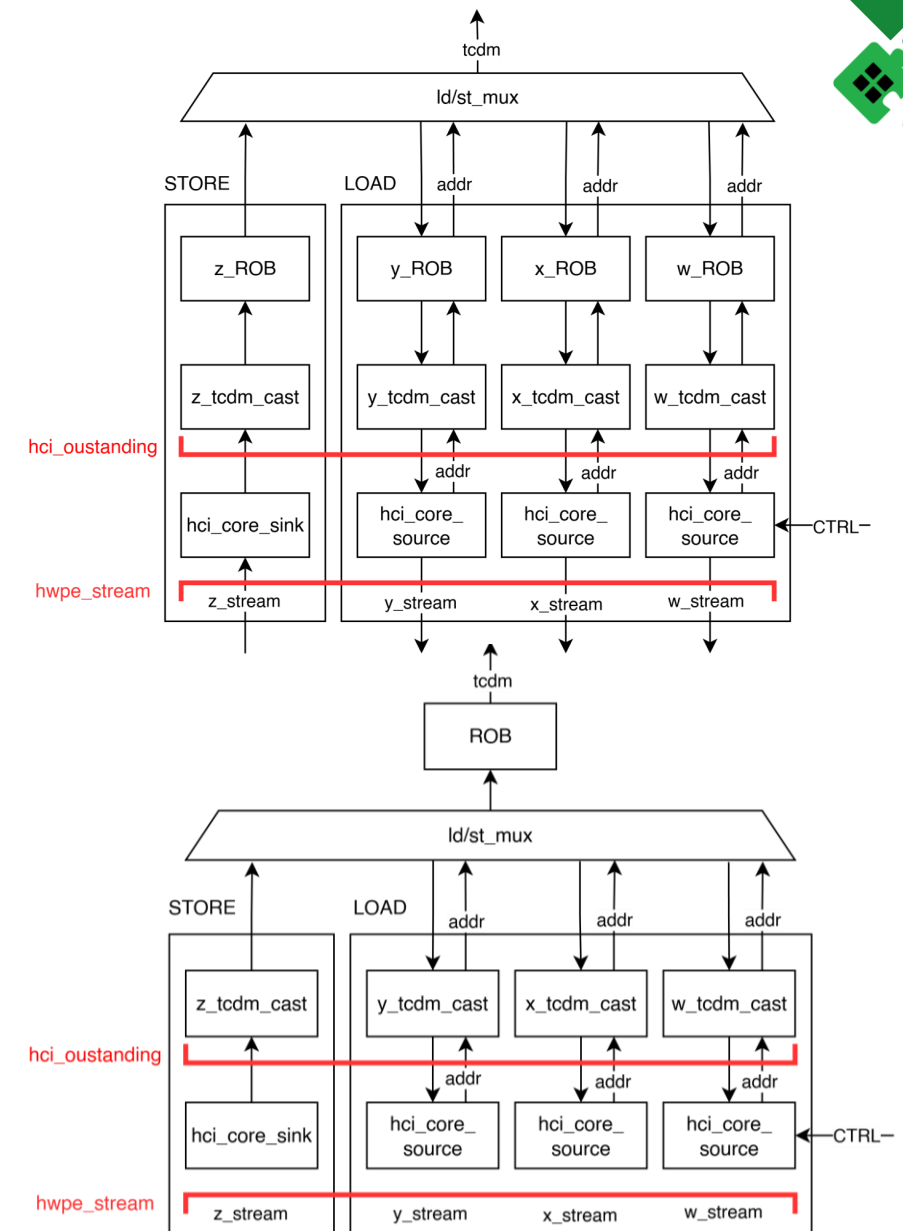 tcdm
ld/st_mux
STORE
LOAD
addr
addr
addr
z_ROB
y_ROB
x_ROB
w_ROB
z_tcdm_cast
y_tcdm_cast
x_tcdm_cast
w_tcdm_cast
hci_oustanding
addr
addr
addr
hci_core_sink
hci_core_
source
hci_core_
source
hci_core_
source
CTRL
hwpe_stream
z_stream
y_stream
x_stream
w_stream
tcdm
ROB
ld/st_mux
STORE
LOAD
addr
addr
addr
z_tcdm_cast
y_tcdm_cast
x_tcdm_cast
w_tcdm_cast
hci_oustanding
addr
addr
addr
hci_core_sink
hci_core_
source
hci_core_
source
hci_core_
source
CTRL
hwpe_stream
z_stream
y_stream
x_stream
w_stream